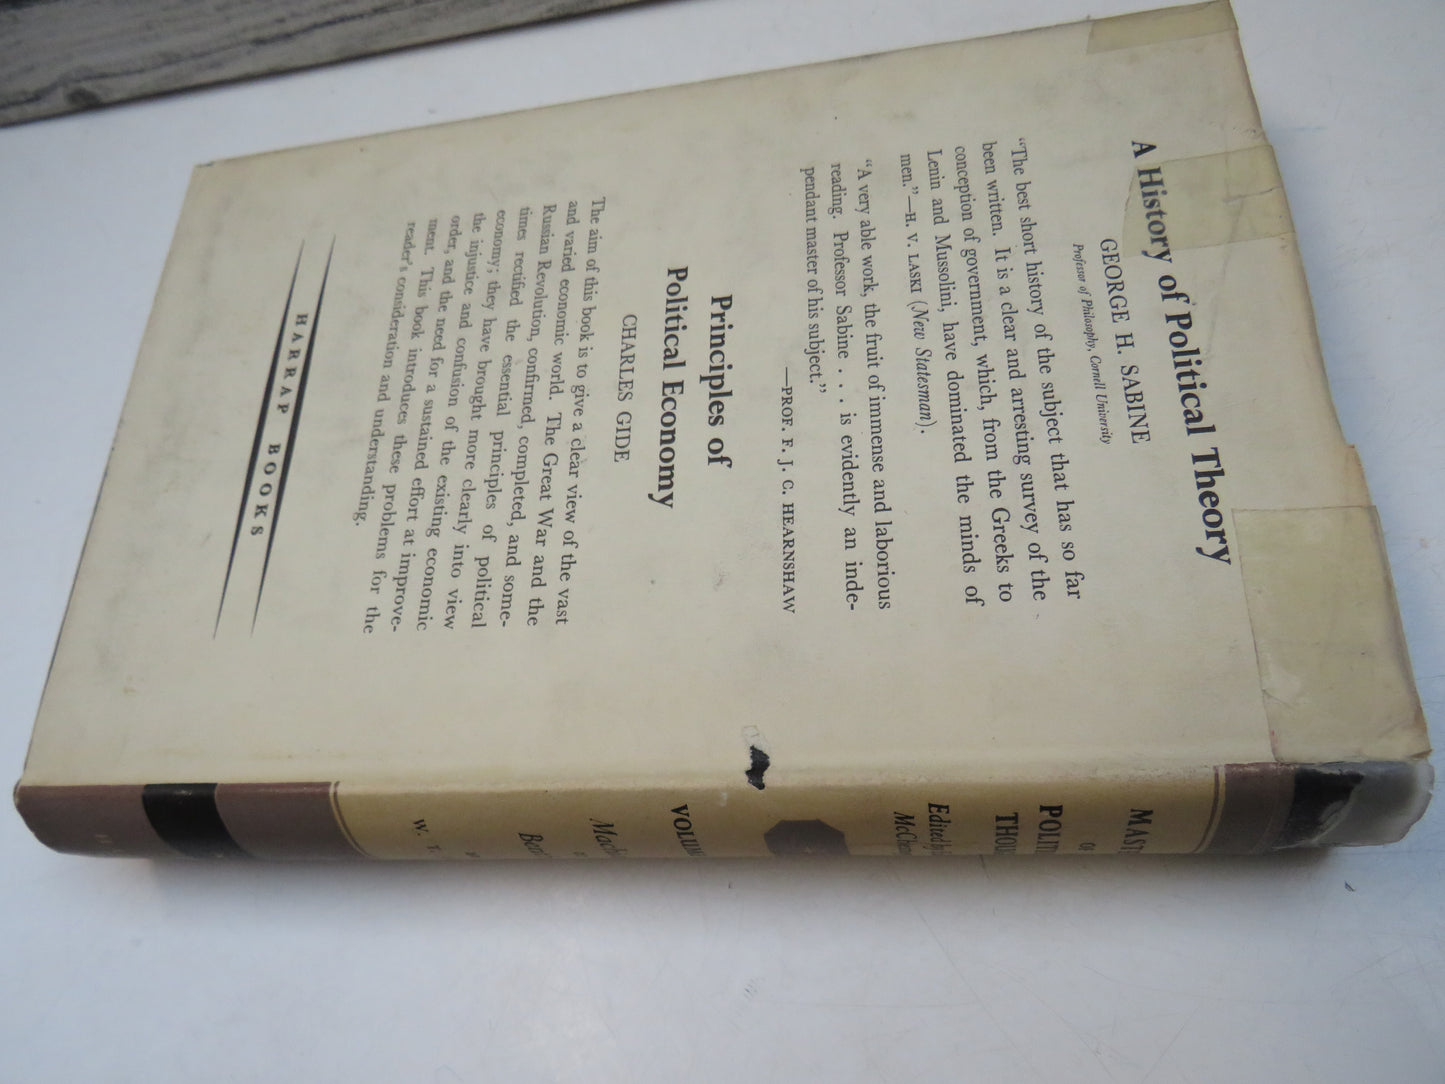 A History of Political Theory
GEORGE H. SABINE
Professor of Philosophy, Cornell University
“The best short history of the subject that has so far
been written. It is a clear and arresting survey of the
conception of government, which, from the Greeks to
Lenin and Mussolini, have dominated the minds of
men.”—H. V. LASKI (New Statesman).
“A very able work, the fruit of immense and laborious
reading. Professor Sabine . . . is evidently an inde-
pendant master of his subject.”
—PROF. F. J. C. HEARNSHAW
Principles of
Political Economy
CHARLES GIDE
The aim of this book is to give a clear view of the vast
and varied economic world. The Great War and the
Russian Revolution, confirmed, completed, and some-
times rectified the essential principles of political
economy; they have brought more clearly into view
the injustice and confusion of the existing economic
order, and the need for a sustained effort at improve-
ment. This book introduces these problems for the
reader's consideration and understanding.
HARRAP BOOKS
MAST
OF
POLIT
THOU
Edited by
McChe
VOLUM
Mach
Ben
W. T.